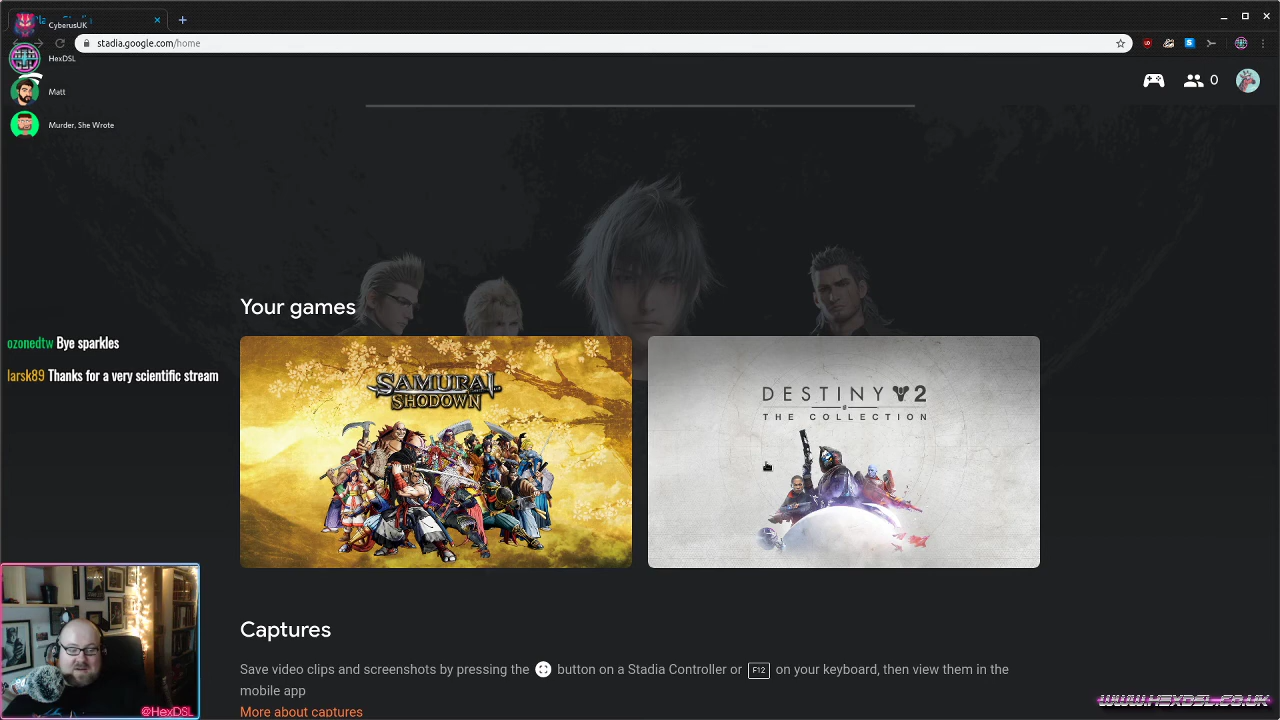 CyberusUK
stadia.google.com/home
HexDSL
Matt
0
Murder, She Wrote
Your games
ozonedtw Bye sparkles
larsk89 Thanks for a very scientific stream
SAMURAI
SHODOWN
DESTINY 2
THE COLLECTION
Captures
Save video clips and screenshots by pressing the button on a Stadia Controller or F12 on your keyboard, then view them in the
mobile app
More about captures
@HexDSL
WWW.HEXDSL.CO.UK